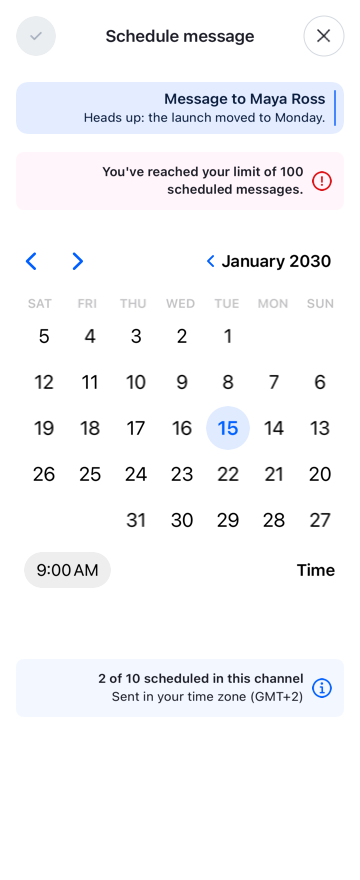 Schedule message
Message to Maya Ross
Heads up: the launch moved to Monday.
You've reached your limit of 100
scheduled messages.
January 2030
SAT FRI THU WED TUE MON SUN
5 4 3 2 1
12 11 10 9 8 7 6
19 18 17 16 15 14 13
26 25 24 23 22 21 20
31 30 29 28 27
9:00 AM Time
2 of 10 scheduled in this channel
Sent in your time zone (GMT+2)